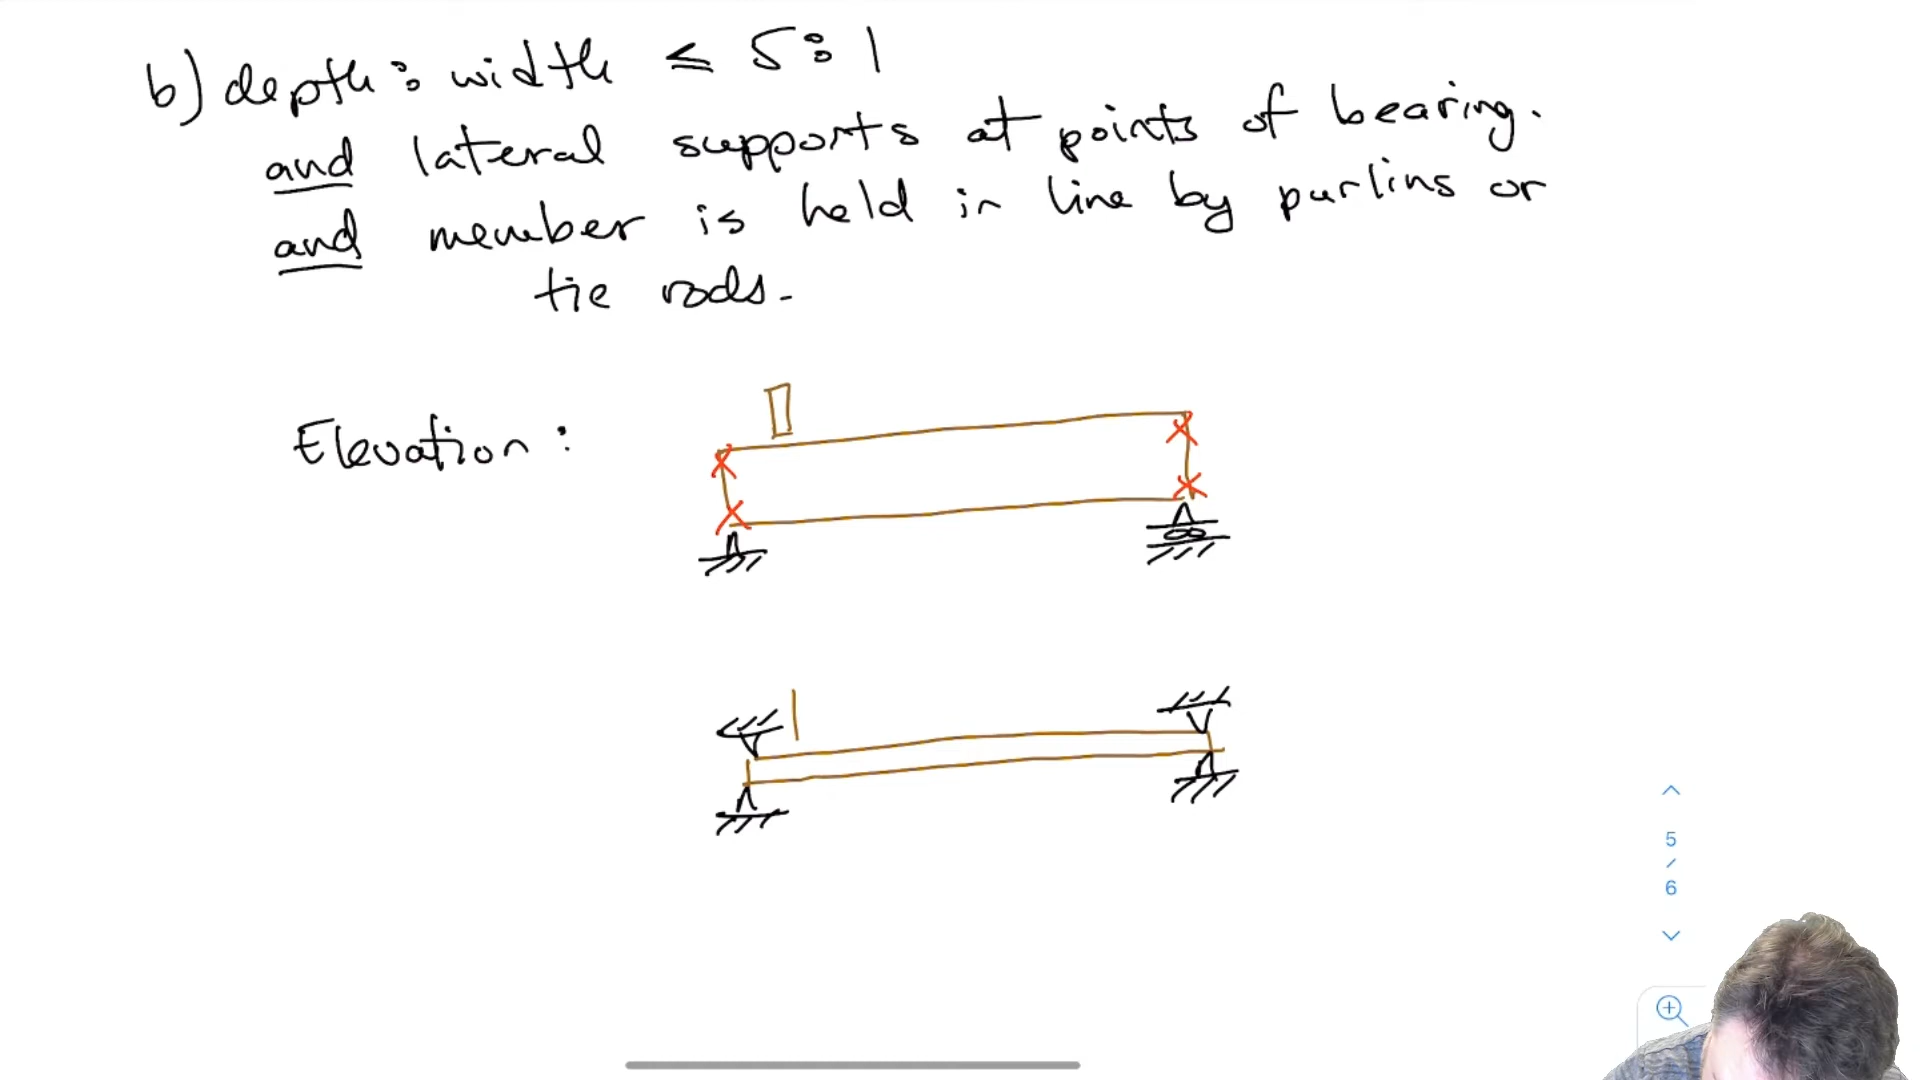 b) depth : width ≤ 5 : 1
and lateral supports at points of bearing.
and member is held in line by purlins or
tie rods.
Elevation :
5
/
6